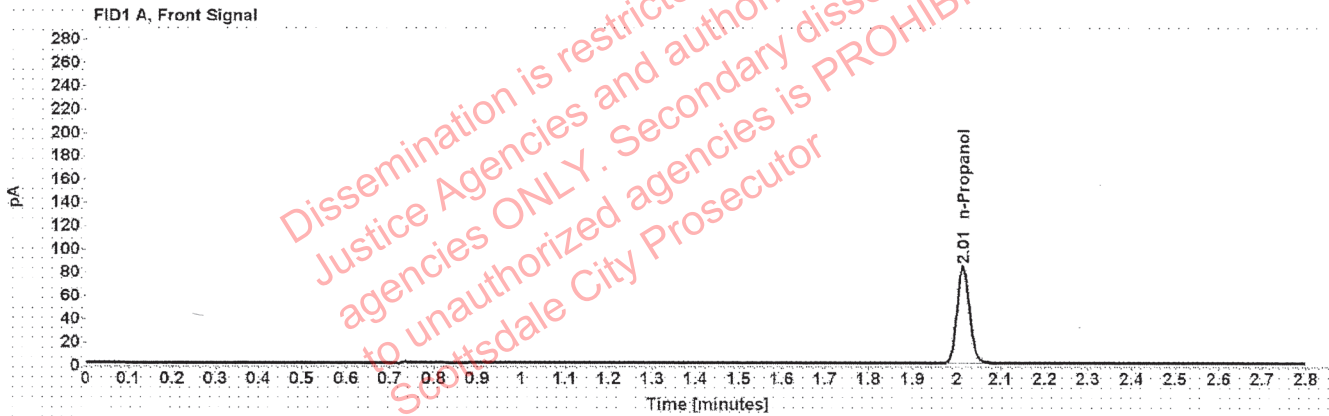 FID1 A, Front Signal
280
260
240
220
200
180
160
140
120
100
80
60
40
20
0
pA
2.01 n-Propanol
0 0.1 0.2 0.3 0.4 0.5 0.6 0.7 0.8 0.9 1 1.1 1.2 1.3 1.4 1.5 1.6 1.7 1.8 1.9 2 2.1 2.2 2.3 2.4 2.5 2.6 2.7 2.8
Time [minutes]
Dissemination is restricte
Justice Agencies and author
agencies ONLY. Secondary disse
to unauthorized agencies is PROHIB
Scottsdale City Prosecutor